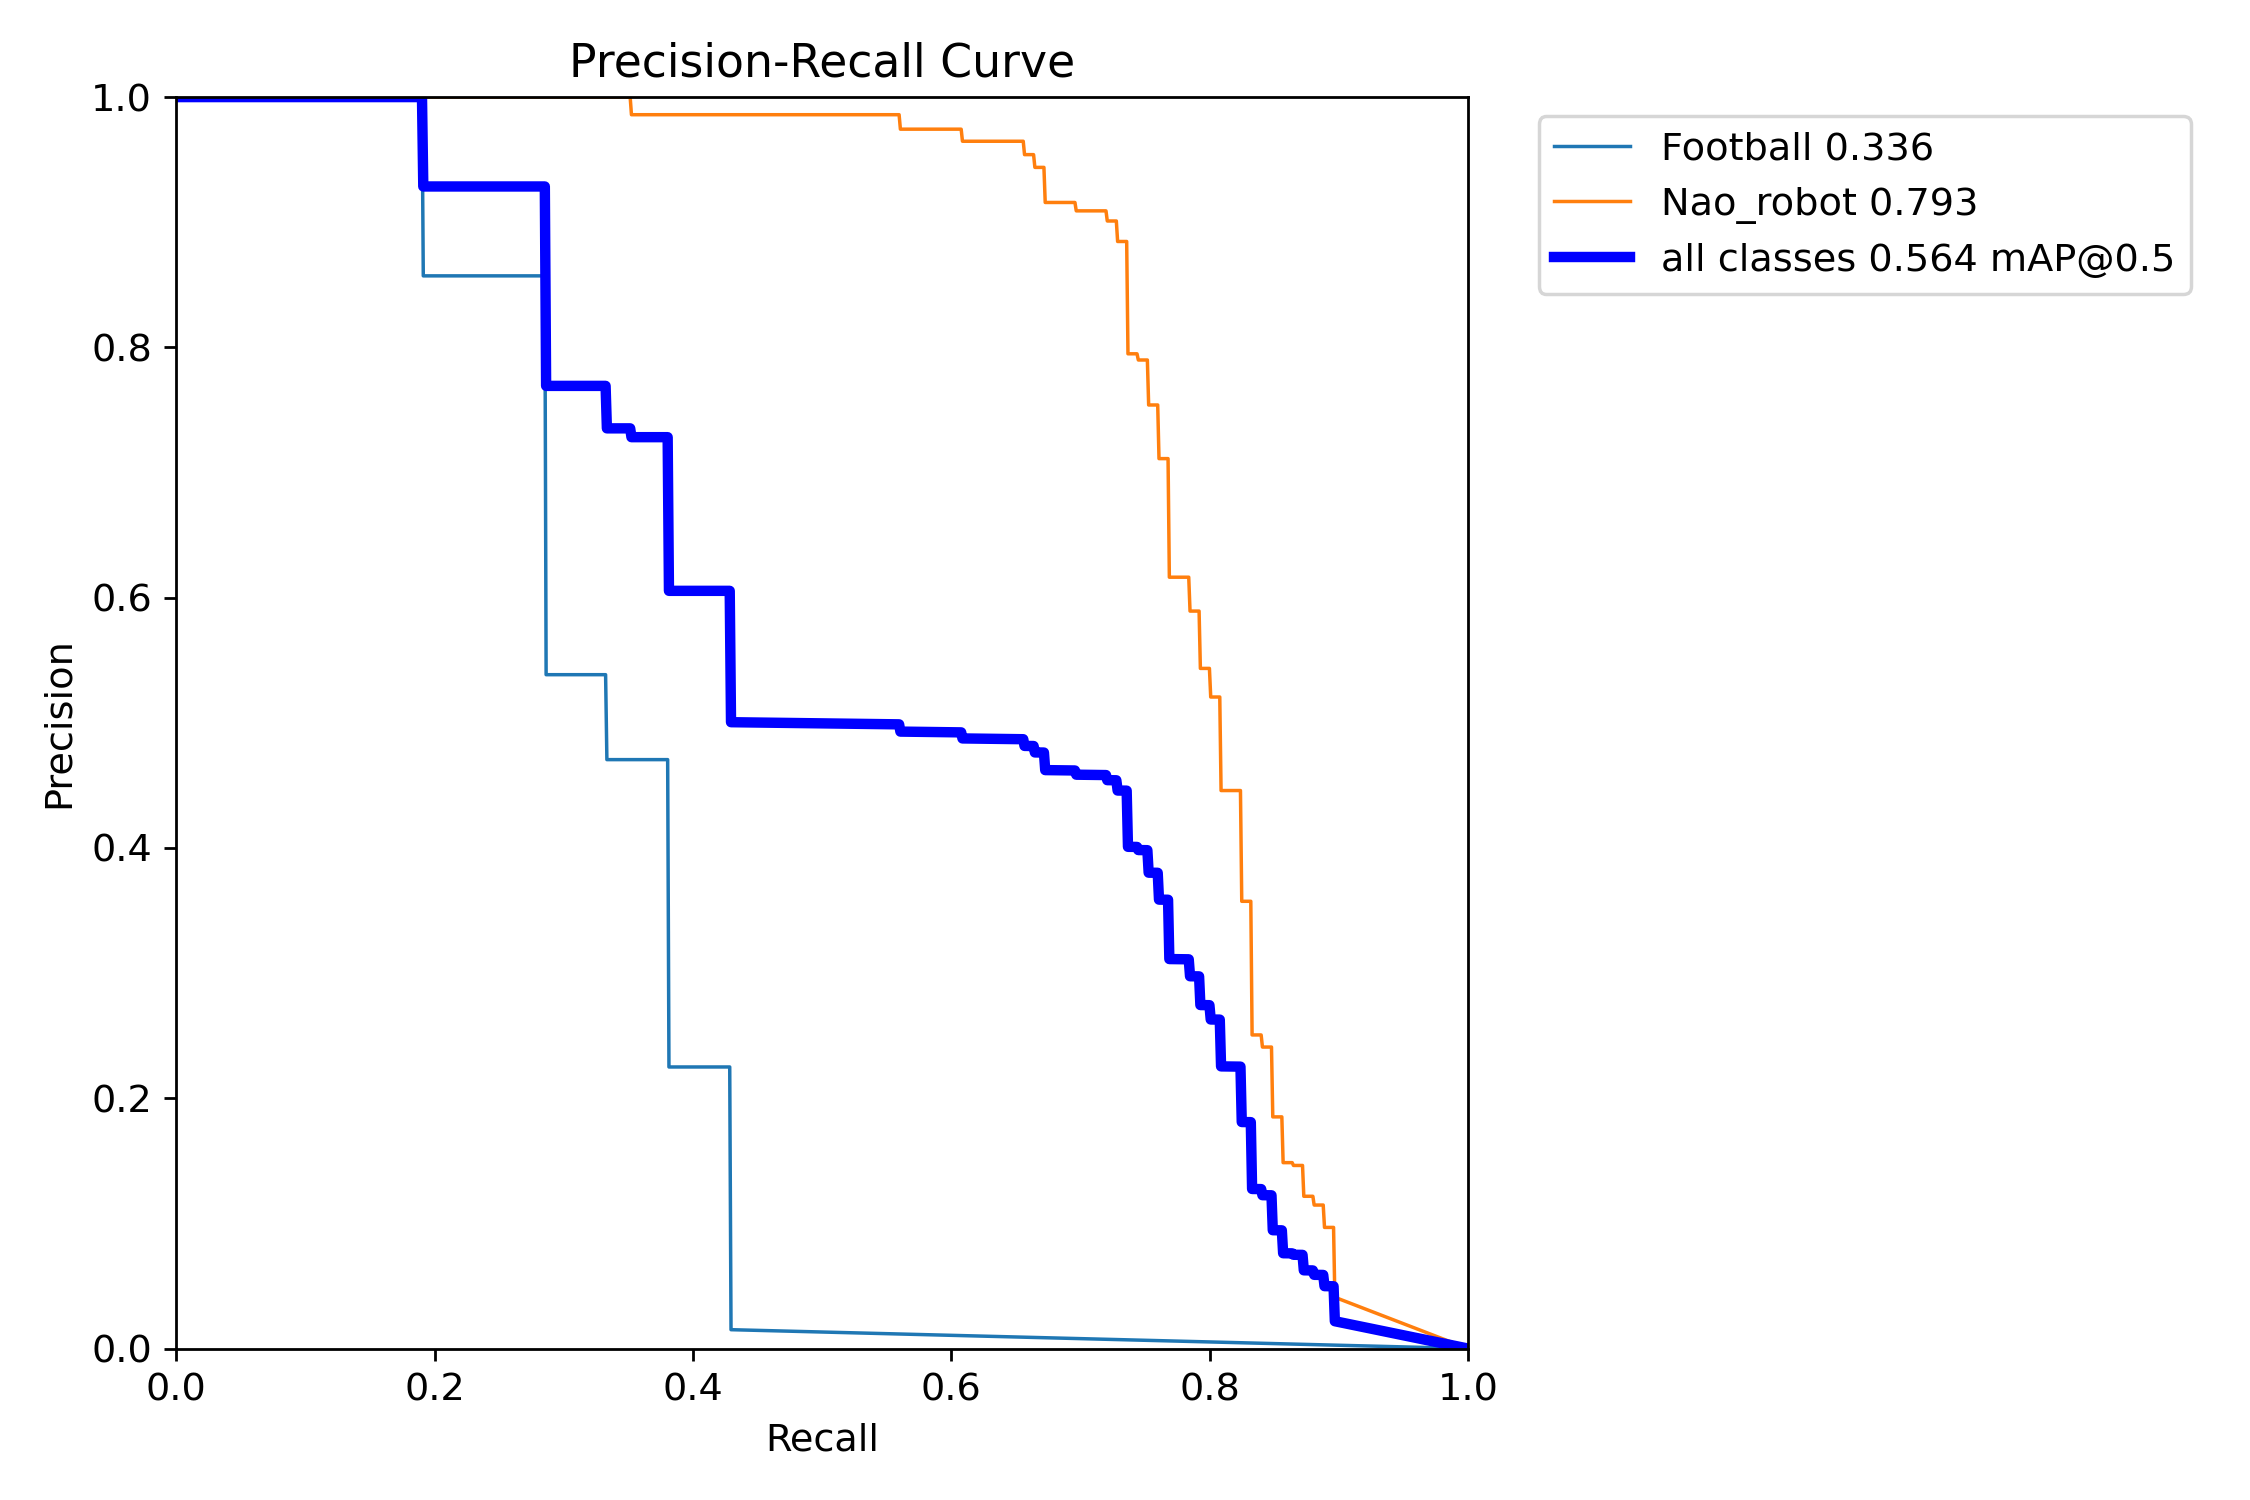 Precision-Recall Curve
1.0
0.8
0.6
0.4
0.2
0.0
Precision
0.0 0.2 0.4 0.6 0.8 1.0
Recall
Football 0.336
Nao_robot 0.793
all classes 0.564 mAP@0.5